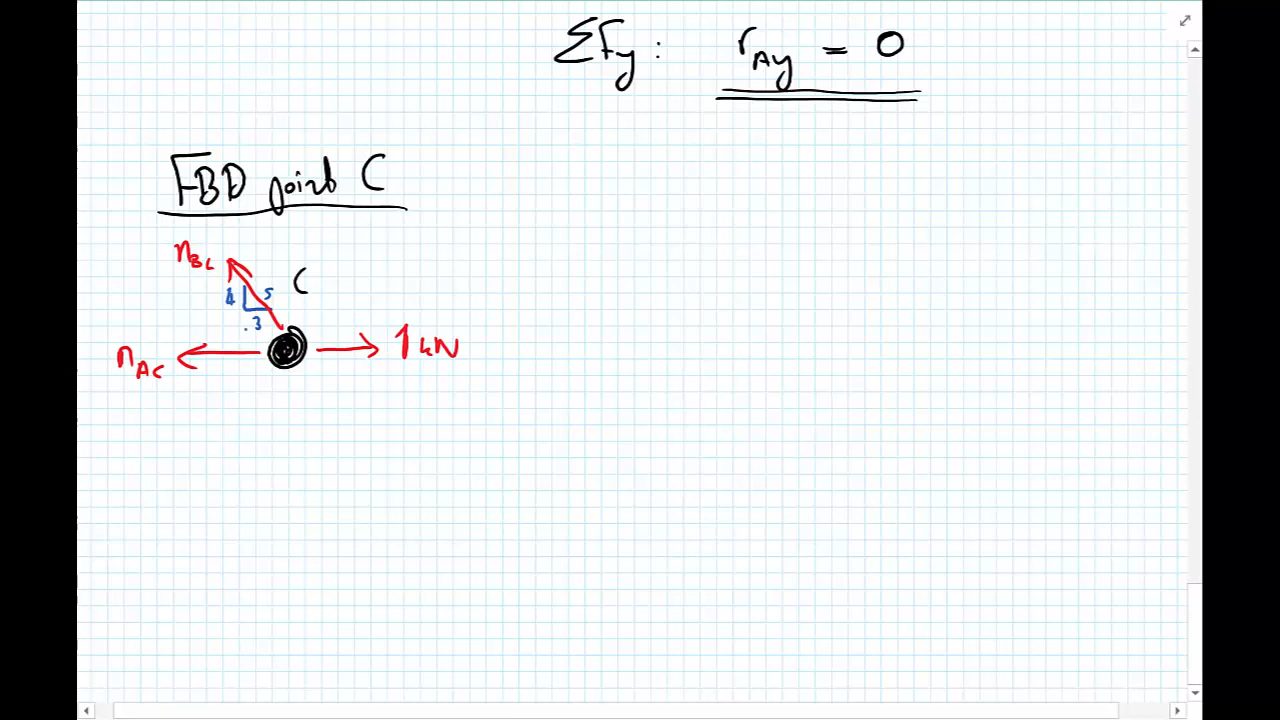 ΣFy: rAy = 0
FBD point C
nBC
C
4 5
3
nAC 1 kN